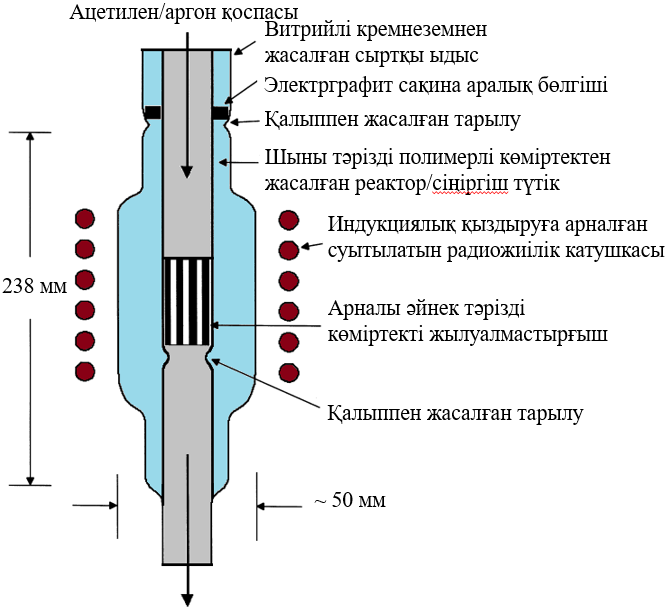 Ацетилен/аргон қоспасы
Витрийлі кремнеземнен
жасалған сыртқы ыдыс
Электрграфит сақина аралық бөлгіші
Қалыппен жасалған тарылу
Шыны тәрізді полимерлі көміртектен
жасалған реактор/сіңіргіш түтік
Индукциялық қыздыруға арналған
суытылатын радиожиілік катушкасы
238 мм
Арналы әйнек тәрізді
көміртекті жылуалмастырғыш
Қалыппен жасалған тарылу
~ 50 мм